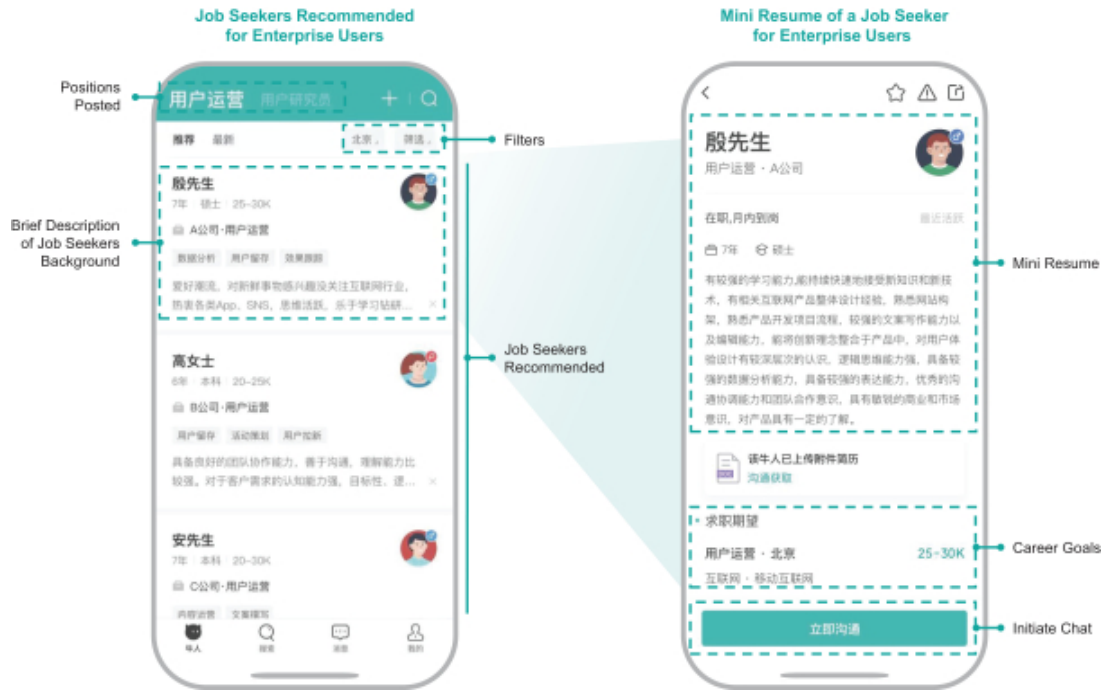 Job Seekers Recommended
for Enterprise Users
Positions
Posted
用户运营 用户研究员
推荐 最新 北京 筛选
Filters
殷先生
7年 硕士 25-30K
A公司·用户运营
数据分析 用户留存 效果跟踪
爱好潮流，对新鲜事物感兴趣没关注互联网行业，
热衷各类App、SNS，思维活跃，乐于学习钻研...
Brief Description
of Job Seekers
Background
高女士
6年 本科 20-25K
B公司·用户运营
用户留存 活动策划 用户拉新
具备良好的团队协作能力，善于沟通，理解能力比
较强。对于客户需求的认知能力强，目标性、逻...
Job Seekers
Recommended
安先生
7年 本科 20-30K
C公司·用户运营
内容运营 文案撰写
牛人 搜索 消息 我的
Mini Resume of a Job Seeker
for Enterprise Users
殷先生
用户运营 · A公司
在职,月内到岗 最近活跃
7年 硕士
有较强的学习能力,能持续快速地接受新知识和新技
术，有相关互联网产品整体设计经验，熟悉网站构
架，熟悉产品开发项目流程，较强的文案写作能力以
及编辑能力，能将创新理念整合于产品中，对用户体
验设计有较深层次的认识，逻辑思维能力强，具备较
强的数据分析能力，具备较强的表达能力，优秀的沟
通协调能力和团队合作意识，具有敏锐的商业和市场
意识，对产品具有一定的了解。
Mini Resume
该牛人已上传附件简历
沟通获取
求职期望
用户运营 · 北京 25-30K
互联网 · 移动互联网
Career Goals
立即沟通
Initiate Chat